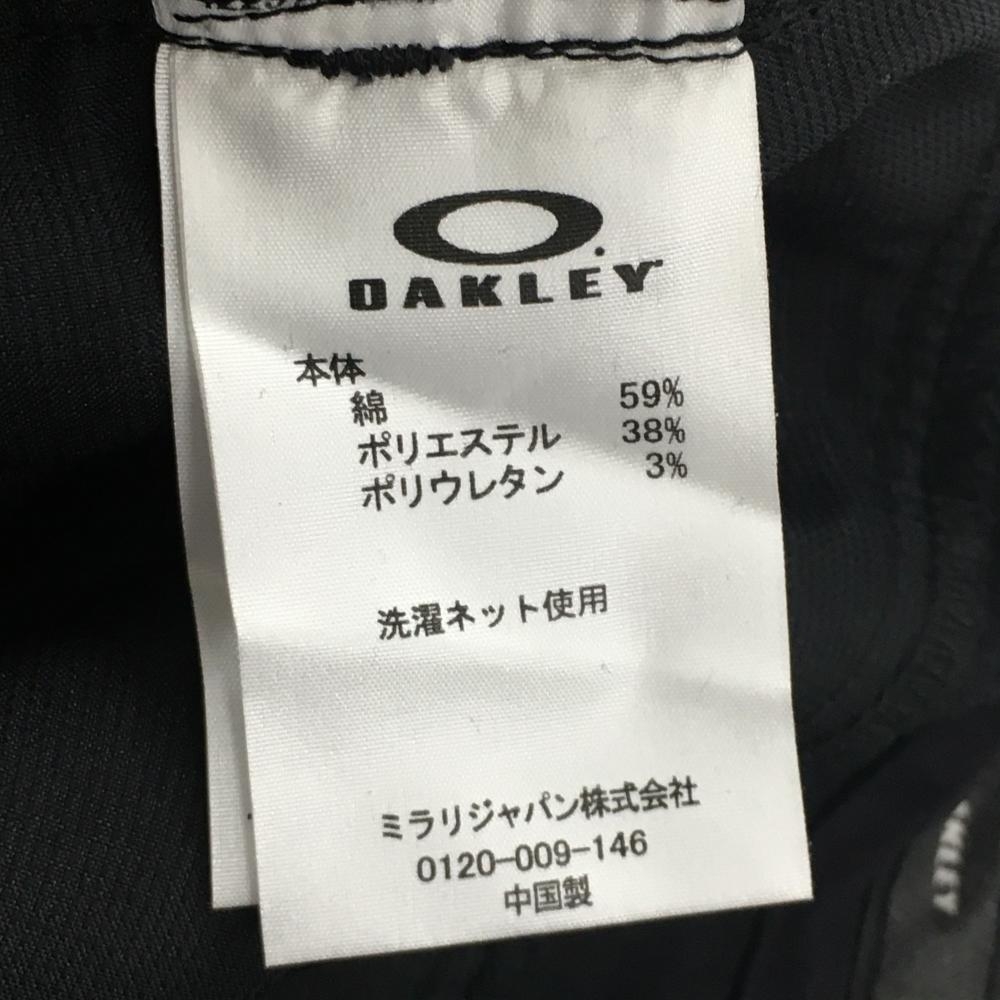 OAKLEY
本体
綿 59%
ポリエステル 38%
ポリウレタン 3%
洗濯ネット使用
ミラリジャパン株式会社
0120-009-146
中国製